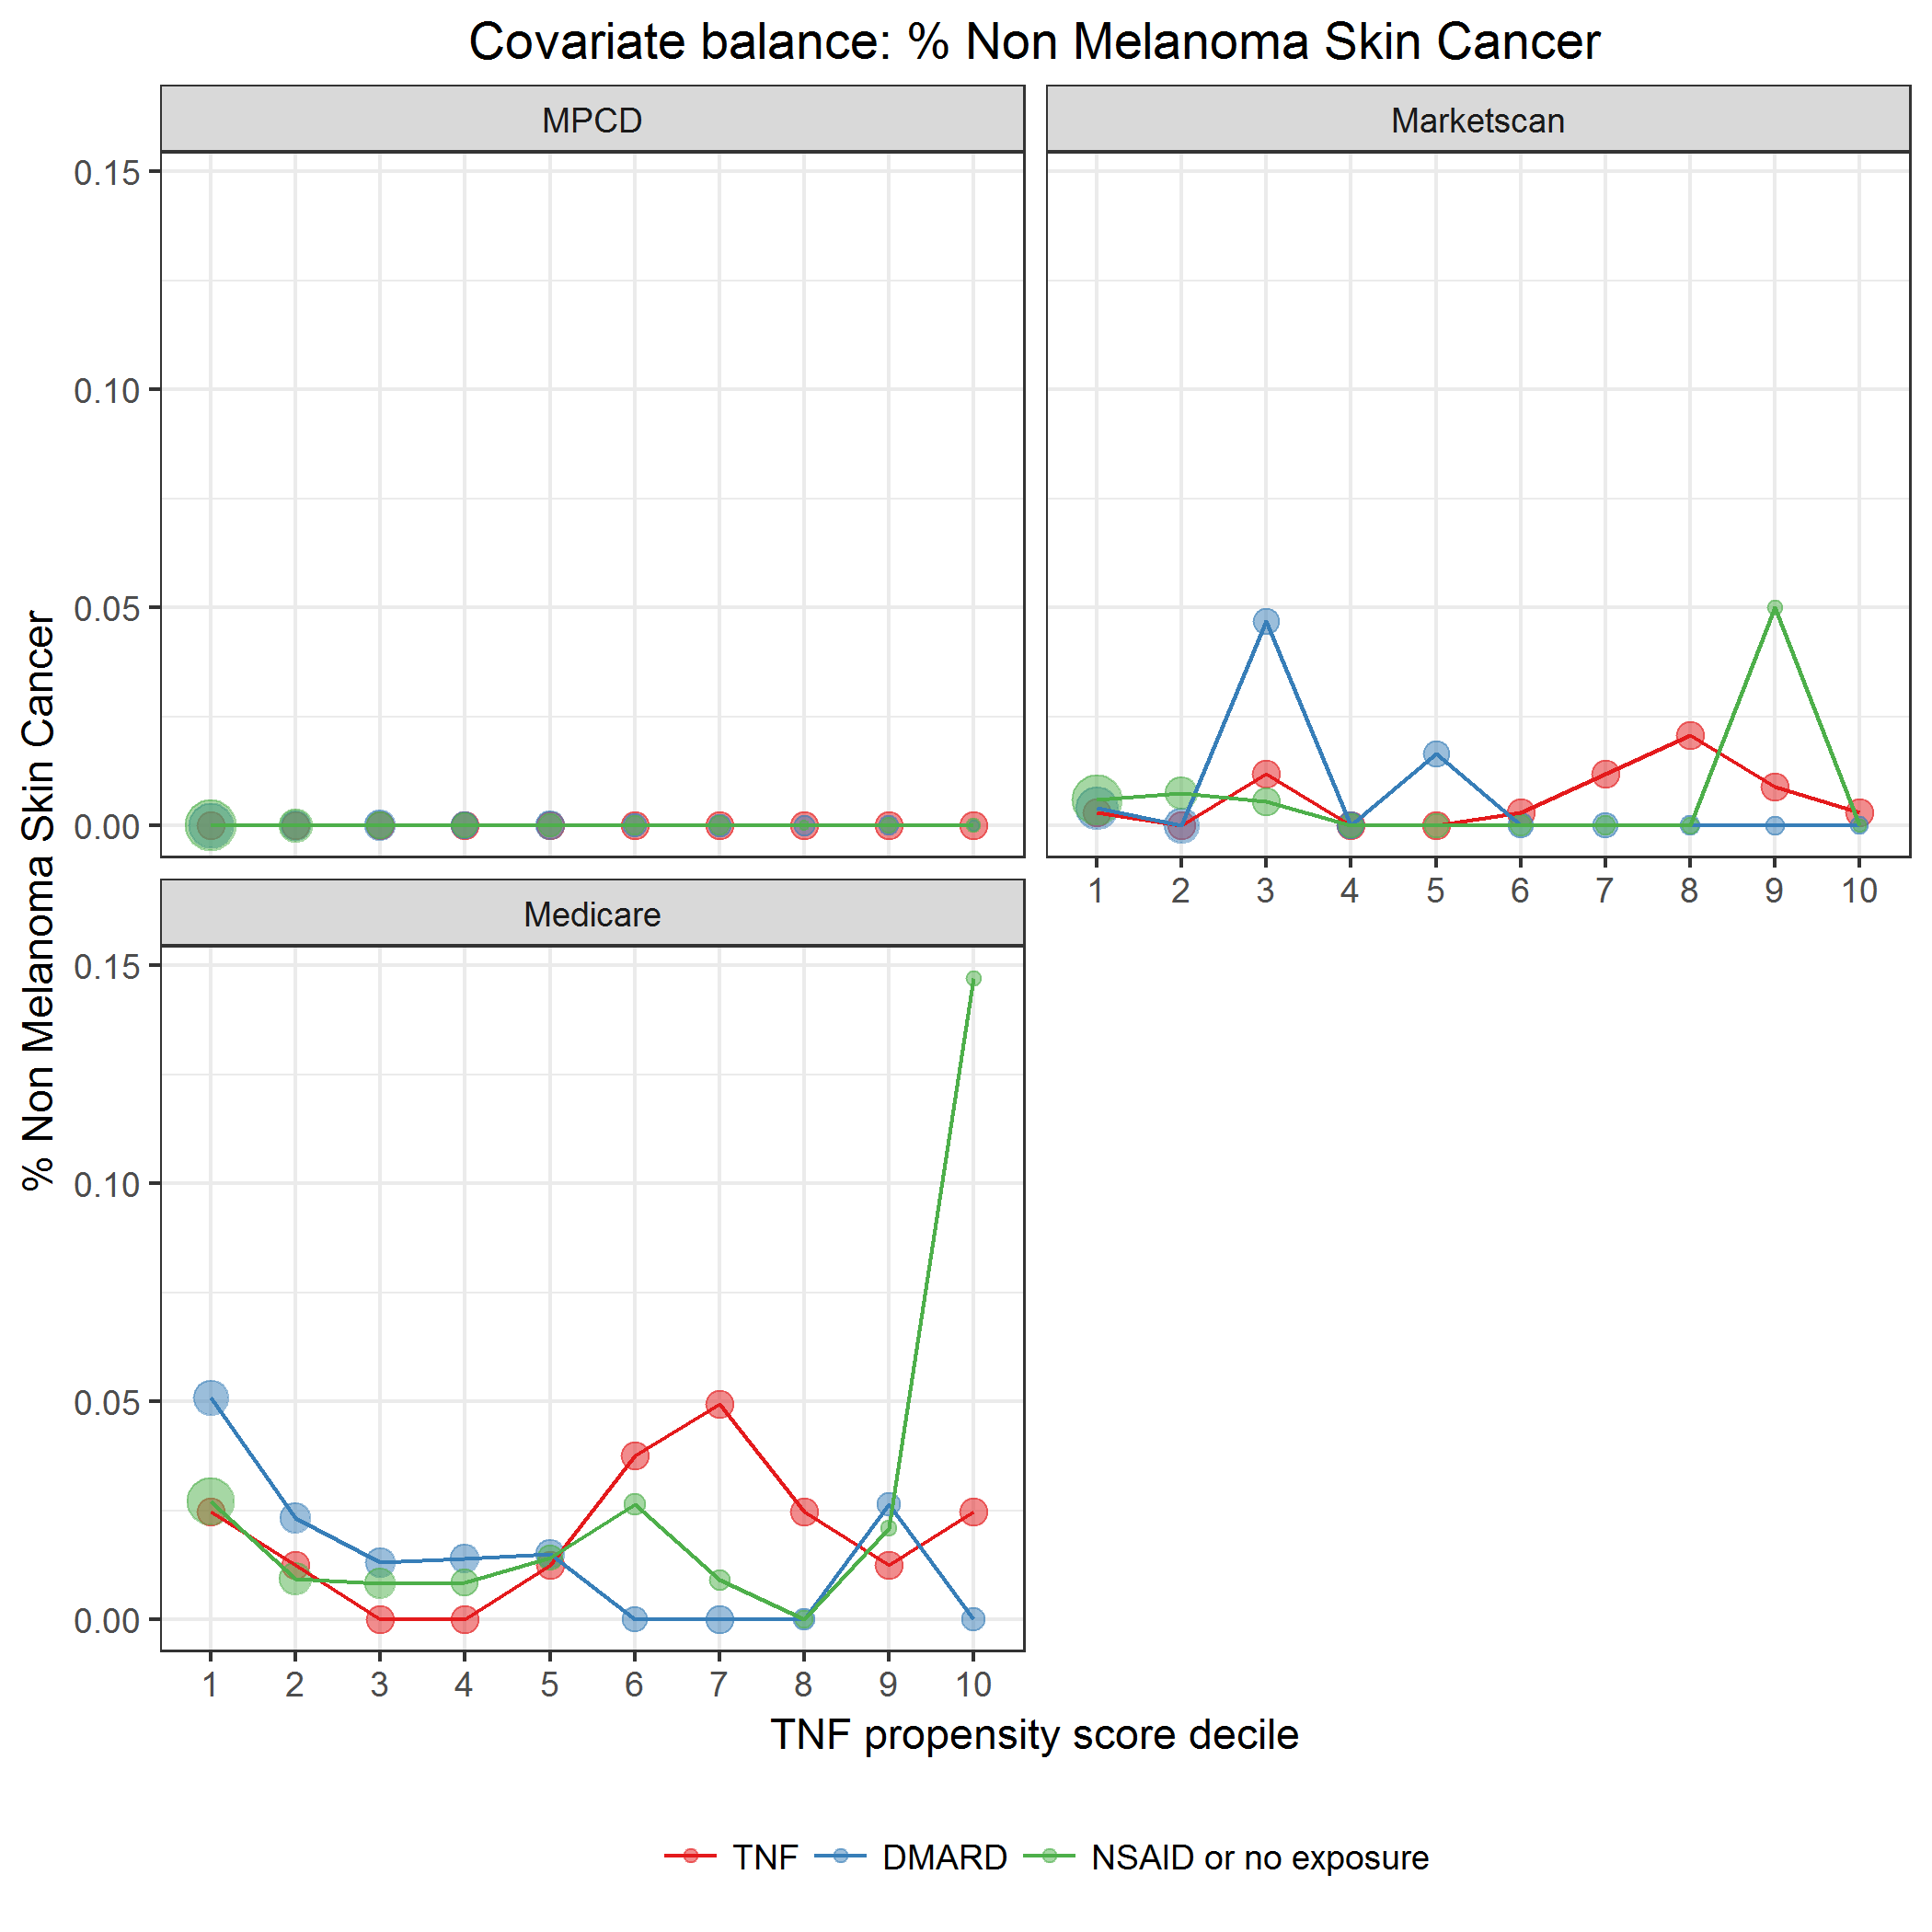 Covariate balance: % Non Melanoma Skin Cancer
MPCD
Marketscan
0.15
0.10
0.05
0.00
1 2 3 4 5 6 7 8 9 10
Medicare
0.15
0.10
0.05
0.00
1 2 3 4 5 6 7 8 9 10
% Non Melanoma Skin Cancer
TNF propensity score decile
TNF DMARD NSAID or no exposure